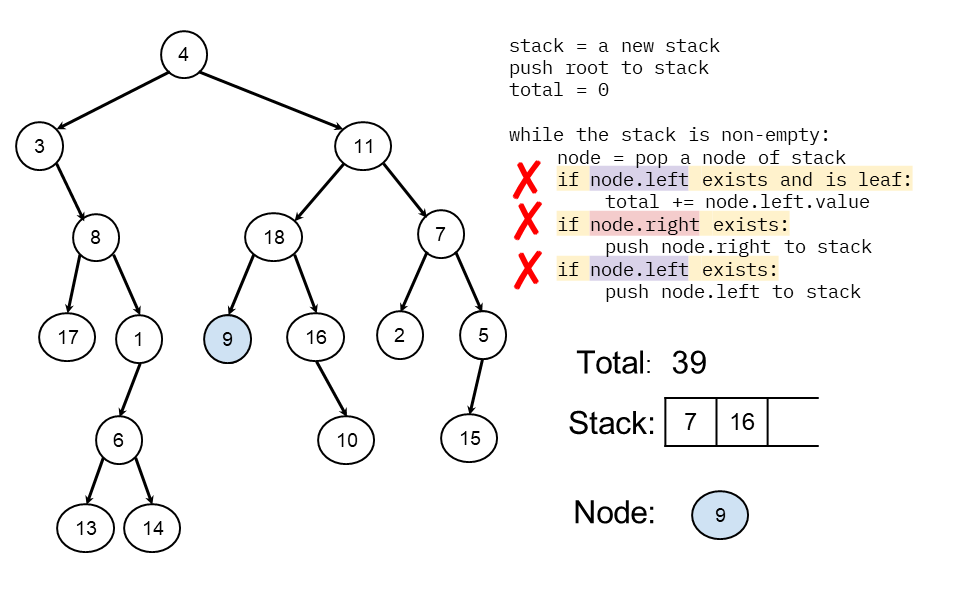 4
3
11
8
18
7
17
1
9
16
2
5
6
10
15
13
14
stack = a new stack
push root to stack
total = 0
while the stack is non-empty:
node = pop a node of stack
if node.left exists and is leaf:
total += node.left.value
if node.right exists:
push node.right to stack
if node.left exists:
push node.left to stack
Total: 39
Stack: 7 16
Node: 9